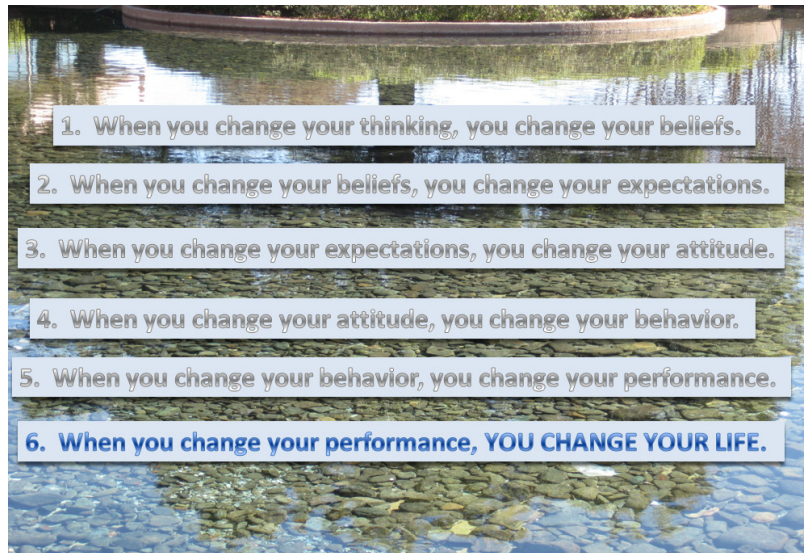 1. When you change your thinking, you change your beliefs.
2. When you change your beliefs, you change your expectations.
3. When you change your expectations, you change your attitude.
4. When you change your attitude, you change your behavior.
5. When you change your behavior, you change your performance.
6. When you change your performance, YOU CHANGE YOUR LIFE.